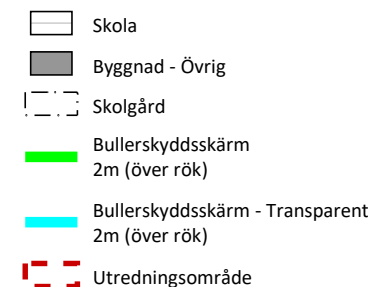 Skola
Byggnad - Övrig
Skolgård
Bullerskyddsskärm
2m (över rök)
Bullerskyddsskärm - Transparent
2m (över rök)
Utredningsområde